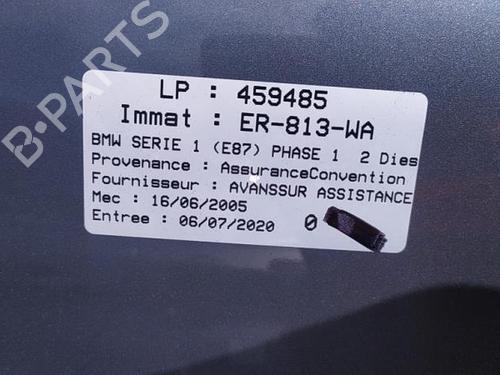 B-PARTS
LP : 459485
Immat : ER-813-WA
BMW SERIE 1 (E87) PHASE 1 2 Dies
Provenance : AssuranceConvention
Fournisseur : AVANSSUR ASSISTANCE
Mec : 16/06/2005
Entree : 06/07/2020 0